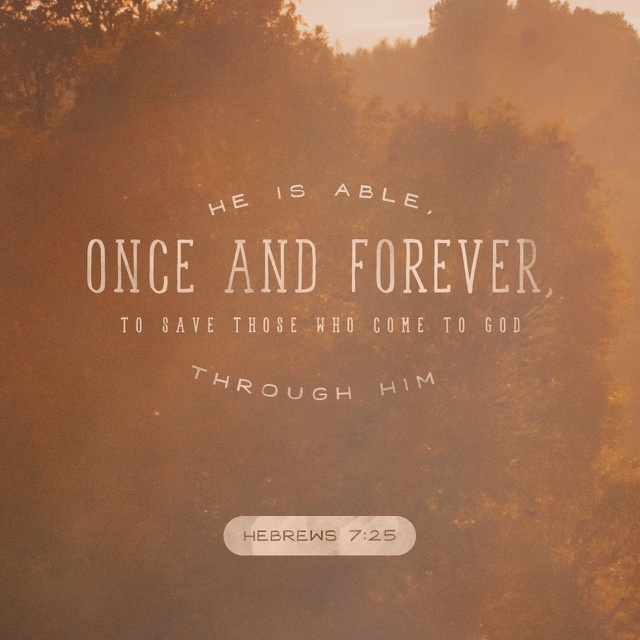 HE IS ABLE,
ONCE AND FOREVER,
TO SAVE THOSE WHO COME TO GOD
THROUGH HIM
HEBREWS 7:25